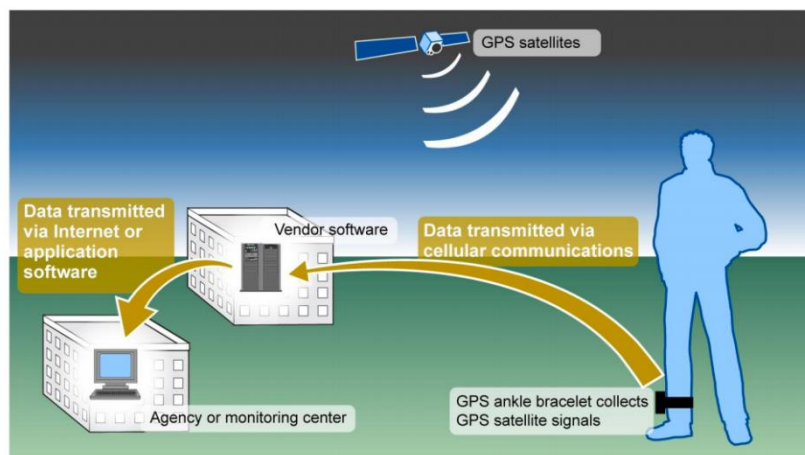 GPS satellites
Data transmitted
via Internet or
application
software
Vendor software
Data transmitted via
cellular communications
Agency or monitoring center
GPS ankle bracelet collects
GPS satellite signals